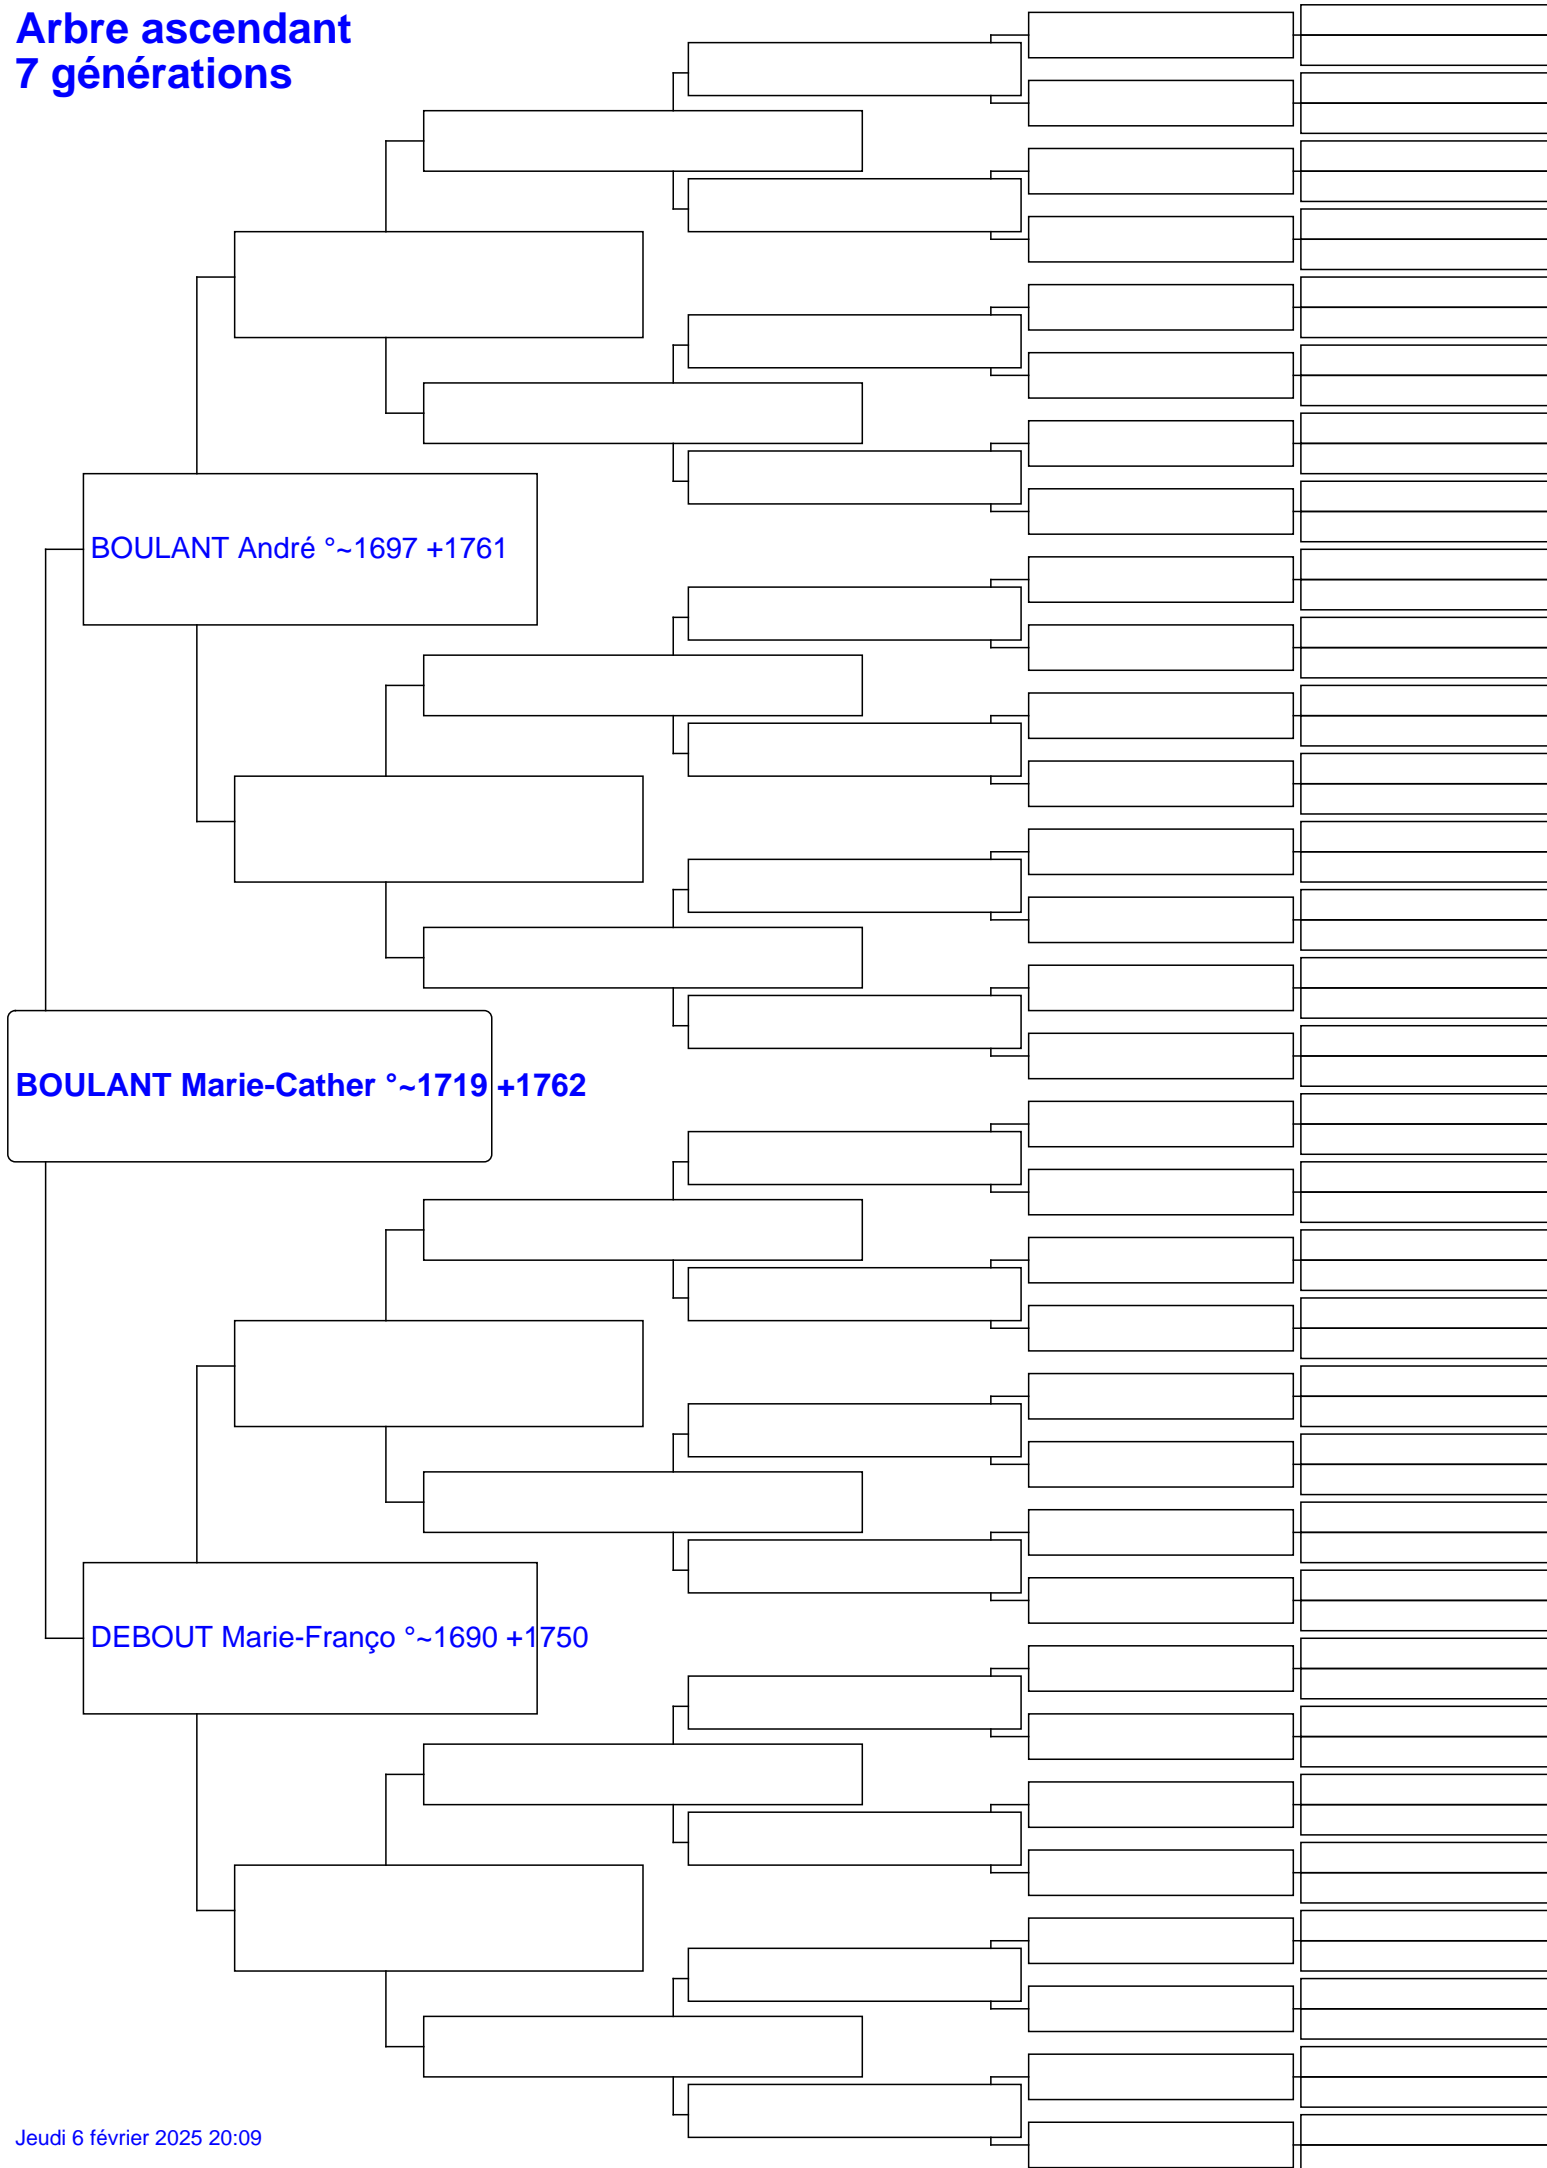 Arbre ascendant
7 générations
BOULANT André °~1697 +1761
BOULANT Marie-Cather °~1719 +1762
DEBOUT Marie-Franço °~1690 +1750
Jeudi 6 février 2025 20:09